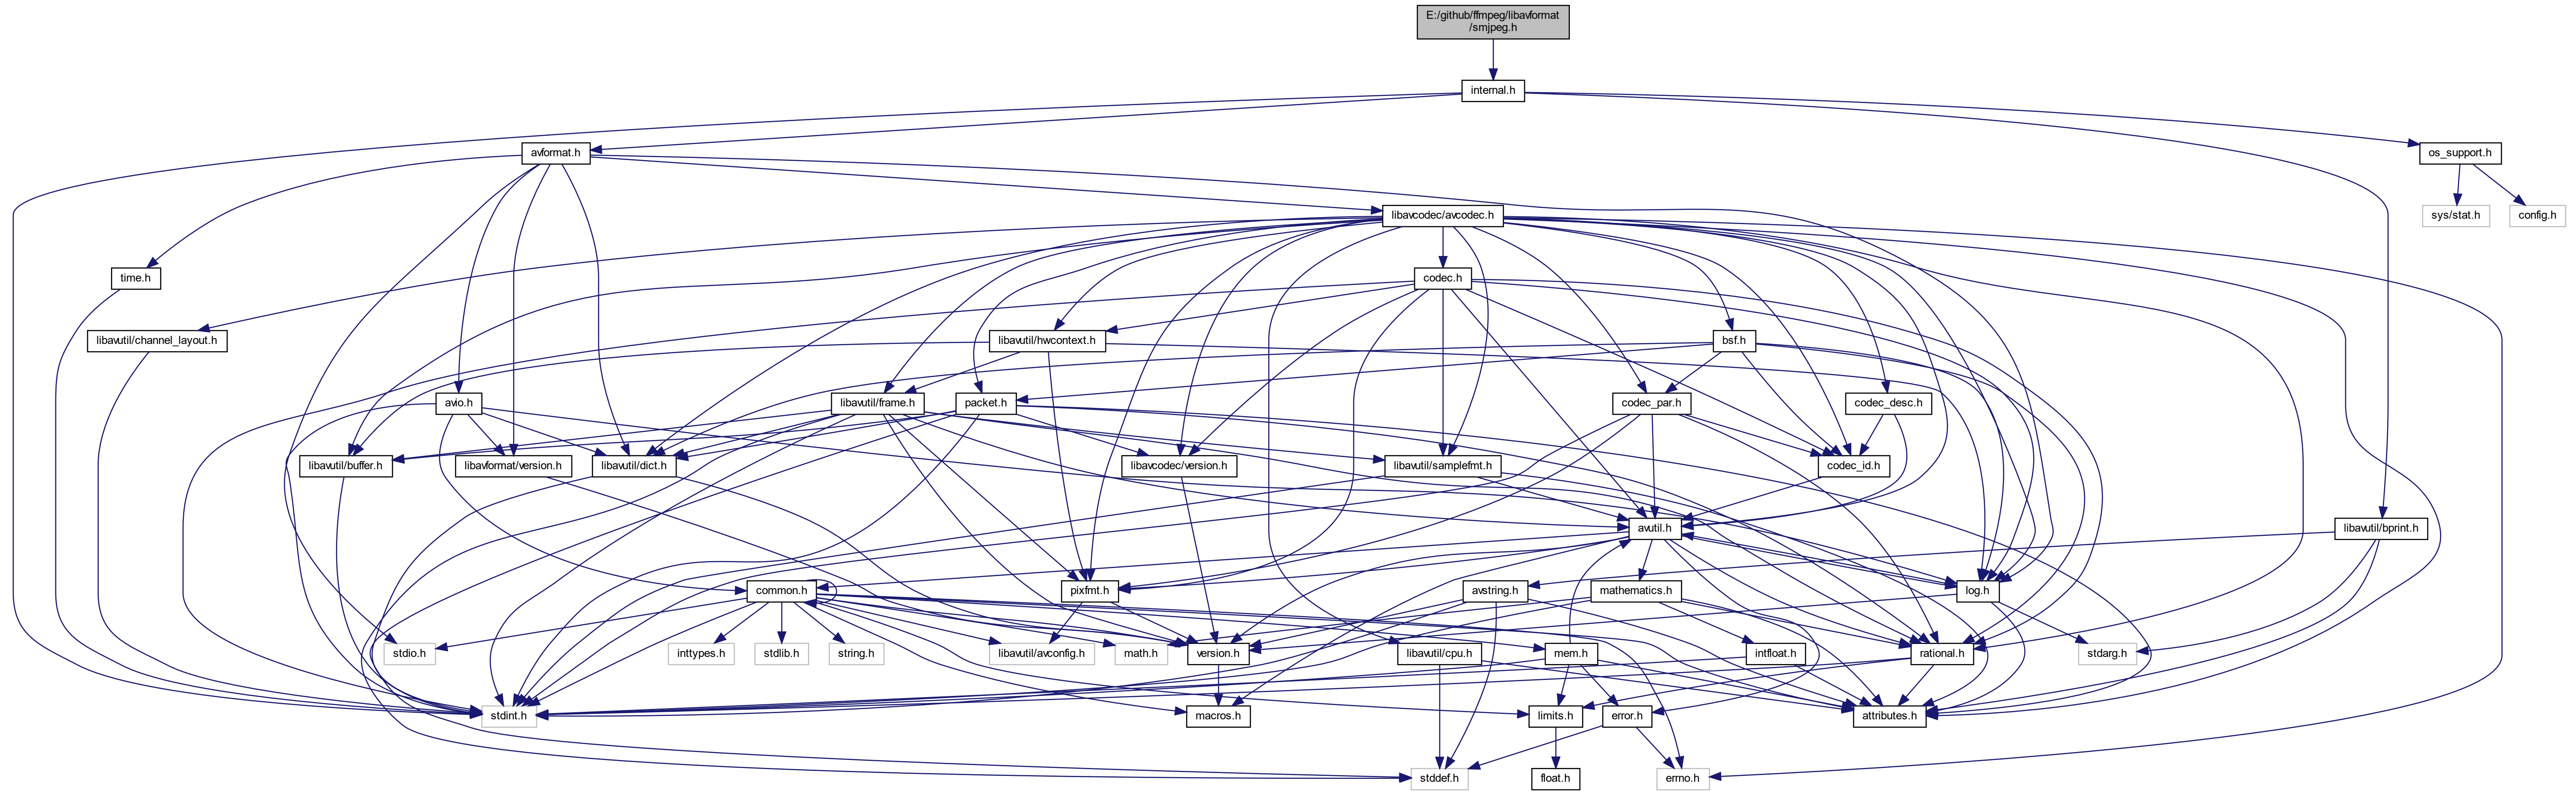 E:/github/ffmpeg/libavformat
/smjpeg.h
internal.h
avformat.h
os_support.h
libavcodec/avcodec.h
sys/stat.h
config.h
time.h
codec.h
libavutil/channel_layout.h
libavutil/hwcontext.h
bsf.h
avio.h
libavutil/frame.h
packet.h
codec_par.h
codec_desc.h
libavutil/buffer.h
libavformat/version.h
libavutil/dict.h
libavcodec/version.h
libavutil/samplefmt.h
codec_id.h
avutil.h
libavutil/bprint.h
common.h
pixfmt.h
avstring.h
mathematics.h
log.h
stdio.h
inttypes.h
stdlib.h
string.h
libavutil/avconfig.h
math.h
version.h
libavutil/cpu.h
mem.h
intfloat.h
rational.h
stdarg.h
stdint.h
macros.h
limits.h
error.h
attributes.h
stddef.h
float.h
errno.h